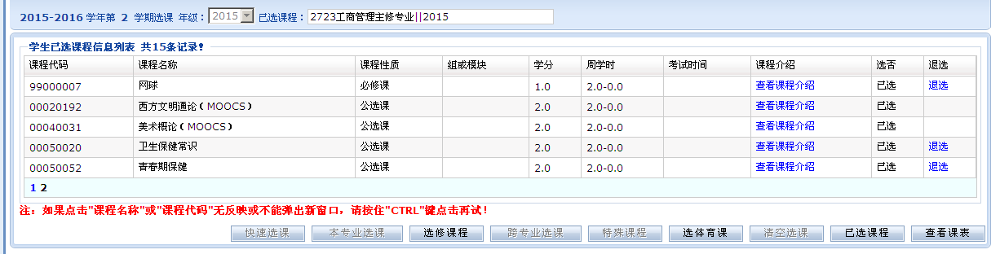 2015-2016 学年第 2 学期选课 年级: 2015 已选课程: 2723工商管理主修专业||2015
学生已选课程信息列表 共15条记录!
课程代码 课程名称 课程性质 组或模块 学分 周学时 考试时间 课程介绍 选否 退选
99000007 网球 必修课 1.0 2.0-0.0 查看课程介绍 已选 退选
00020192 西方文明通论(MOOCS) 公选课 2.0 2.0-0.0 查看课程介绍 已选
00040031 美术概论(MOOCS) 公选课 2.0 2.0-0.0 查看课程介绍 已选
00050020 卫生保健常识 公选课 2.0 2.0-0.0 查看课程介绍 已选 退选
00050052 青春期保健 公选课 2.0 2.0-0.0 查看课程介绍 已选 退选
1 2
注: 如果点击"课程名称"或"课程代码"无反映或不能弹出新窗口, 请按住"CTRL"键点击再试!
快速选课 本专业选课 选修课程 跨专业选课 特殊课程 选体育课 清空选课 已选课程 查看课表